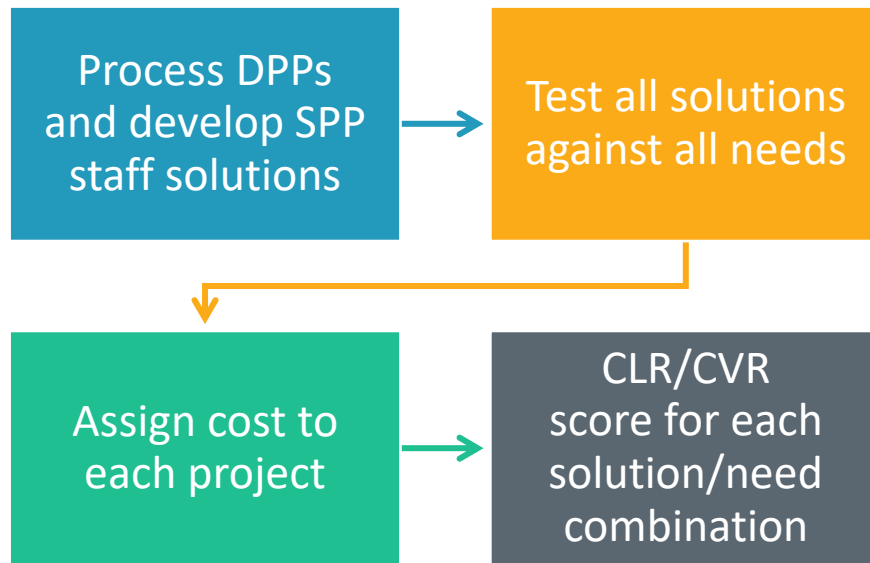 Process DPPs
and develop SPP
staff solutions
Test all solutions
against all needs
Assign cost to
each project
CLR/CVR
score for each
solution/need
combination